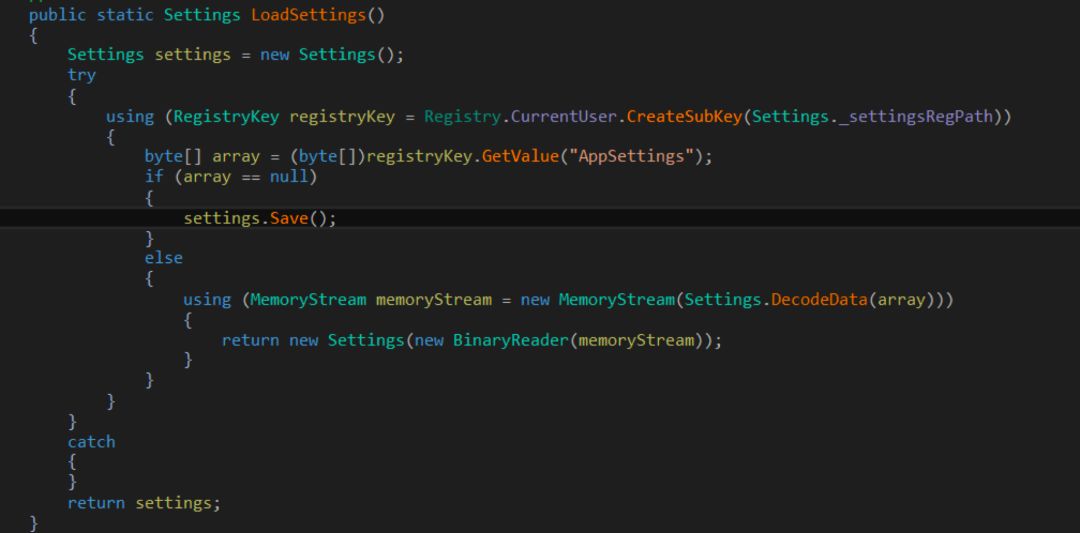 public static Settings LoadSettings()
{
    Settings settings = new Settings();
    try
    {
        using (RegistryKey registryKey = Registry.CurrentUser.CreateSubKey(Settings._settingsRegPath))
        {
            byte[] array = (byte[])registryKey.GetValue("AppSettings");
            if (array == null)
            {
                settings.Save();
            }
            else
            {
                using (MemoryStream memoryStream = new MemoryStream(Settings.DecodeData(array)))
                {
                    return new Settings(new BinaryReader(memoryStream));
                }
            }
        }
    }
    catch
    {
    }
    return settings;
}